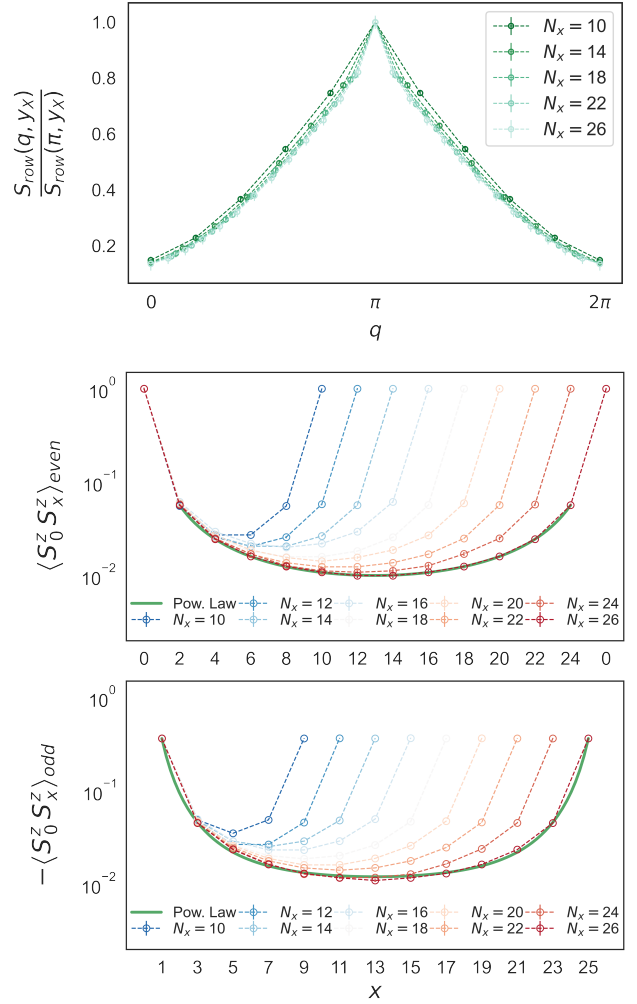 S_row(q, y_X)
S_row(π, y_X)
1.0
0.8
0.6
0.4
0.2
N_x = 10
N_x = 14
N_x = 18
N_x = 22
N_x = 26
0 π 2π
q
⟨S_0^z S_x^z⟩_even
10^0
10^-1
10^-2
Pow. Law N_x = 12 N_x = 16 N_x = 20 N_x = 24
N_x = 10 N_x = 14 N_x = 18 N_x = 22 N_x = 26
0 2 4 6 8 10 12 14 16 18 20 22 24 0
−⟨S_0^z S_x^z⟩_odd
10^0
10^-1
10^-2
Pow. Law N_x = 12 N_x = 16 N_x = 20 N_x = 24
N_x = 10 N_x = 14 N_x = 18 N_x = 22 N_x = 26
1 3 5 7 9 11 13 15 17 19 21 23 25
x